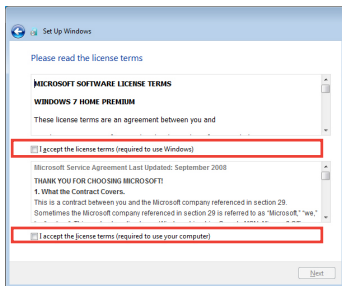 Set Up Windows
Please read the license terms
MICROSOFT SOFTWARE LICENSE TERMS
WINDOWS 7 HOME PREMIUM
These license terms are an agreement between you and
I accept the license terms (required to use Windows)
Microsoft Service Agreement Last Updated: September 2008
THANK YOU FOR CHOOSING MICROSOFT!
1. What the Contract Covers.
This is a contract between you and the Microsoft company referenced in section 29.
Sometimes the Microsoft company referenced in section 29 is referred to as "Microsoft," "we,"
I accept the license terms (required to use your computer)
Next